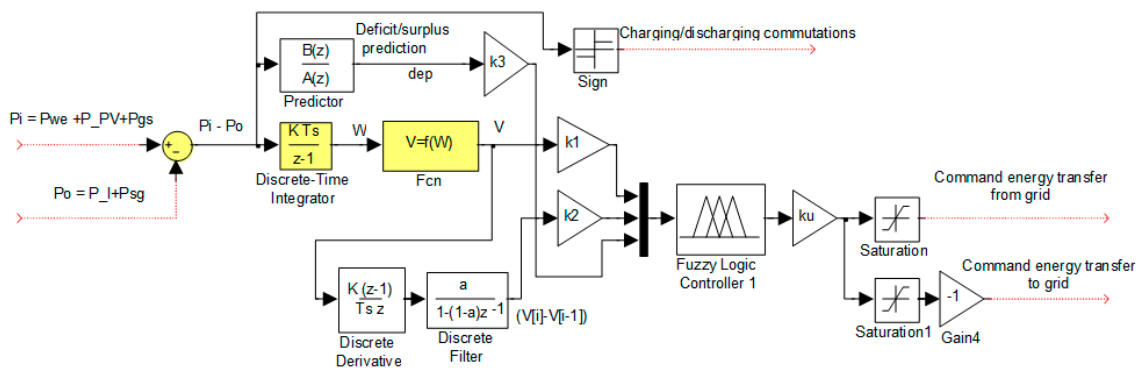 Deficit/surplus
prediction
dep
B(z)
A(z)
Predictor
k3
Sign
Charging/discharging commutations
Pi = Pwe +P_PV+Pgs
Pi - Po
+
-
Po = P_l+Psg
K Ts
z-1
Discrete-Time
Integrator
W
V=f(W)
Fcn
V
k1
k2
K (z-1)
Ts z
Discrete
Derivative
a
1-(1-a)z -1
Discrete
Filter
(V[i]-V[i-1])
Fuzzy Logic
Controller 1
ku
Saturation
Command energy transfer
from grid
Saturation1
-1
Gain4
Command energy transfer
to grid